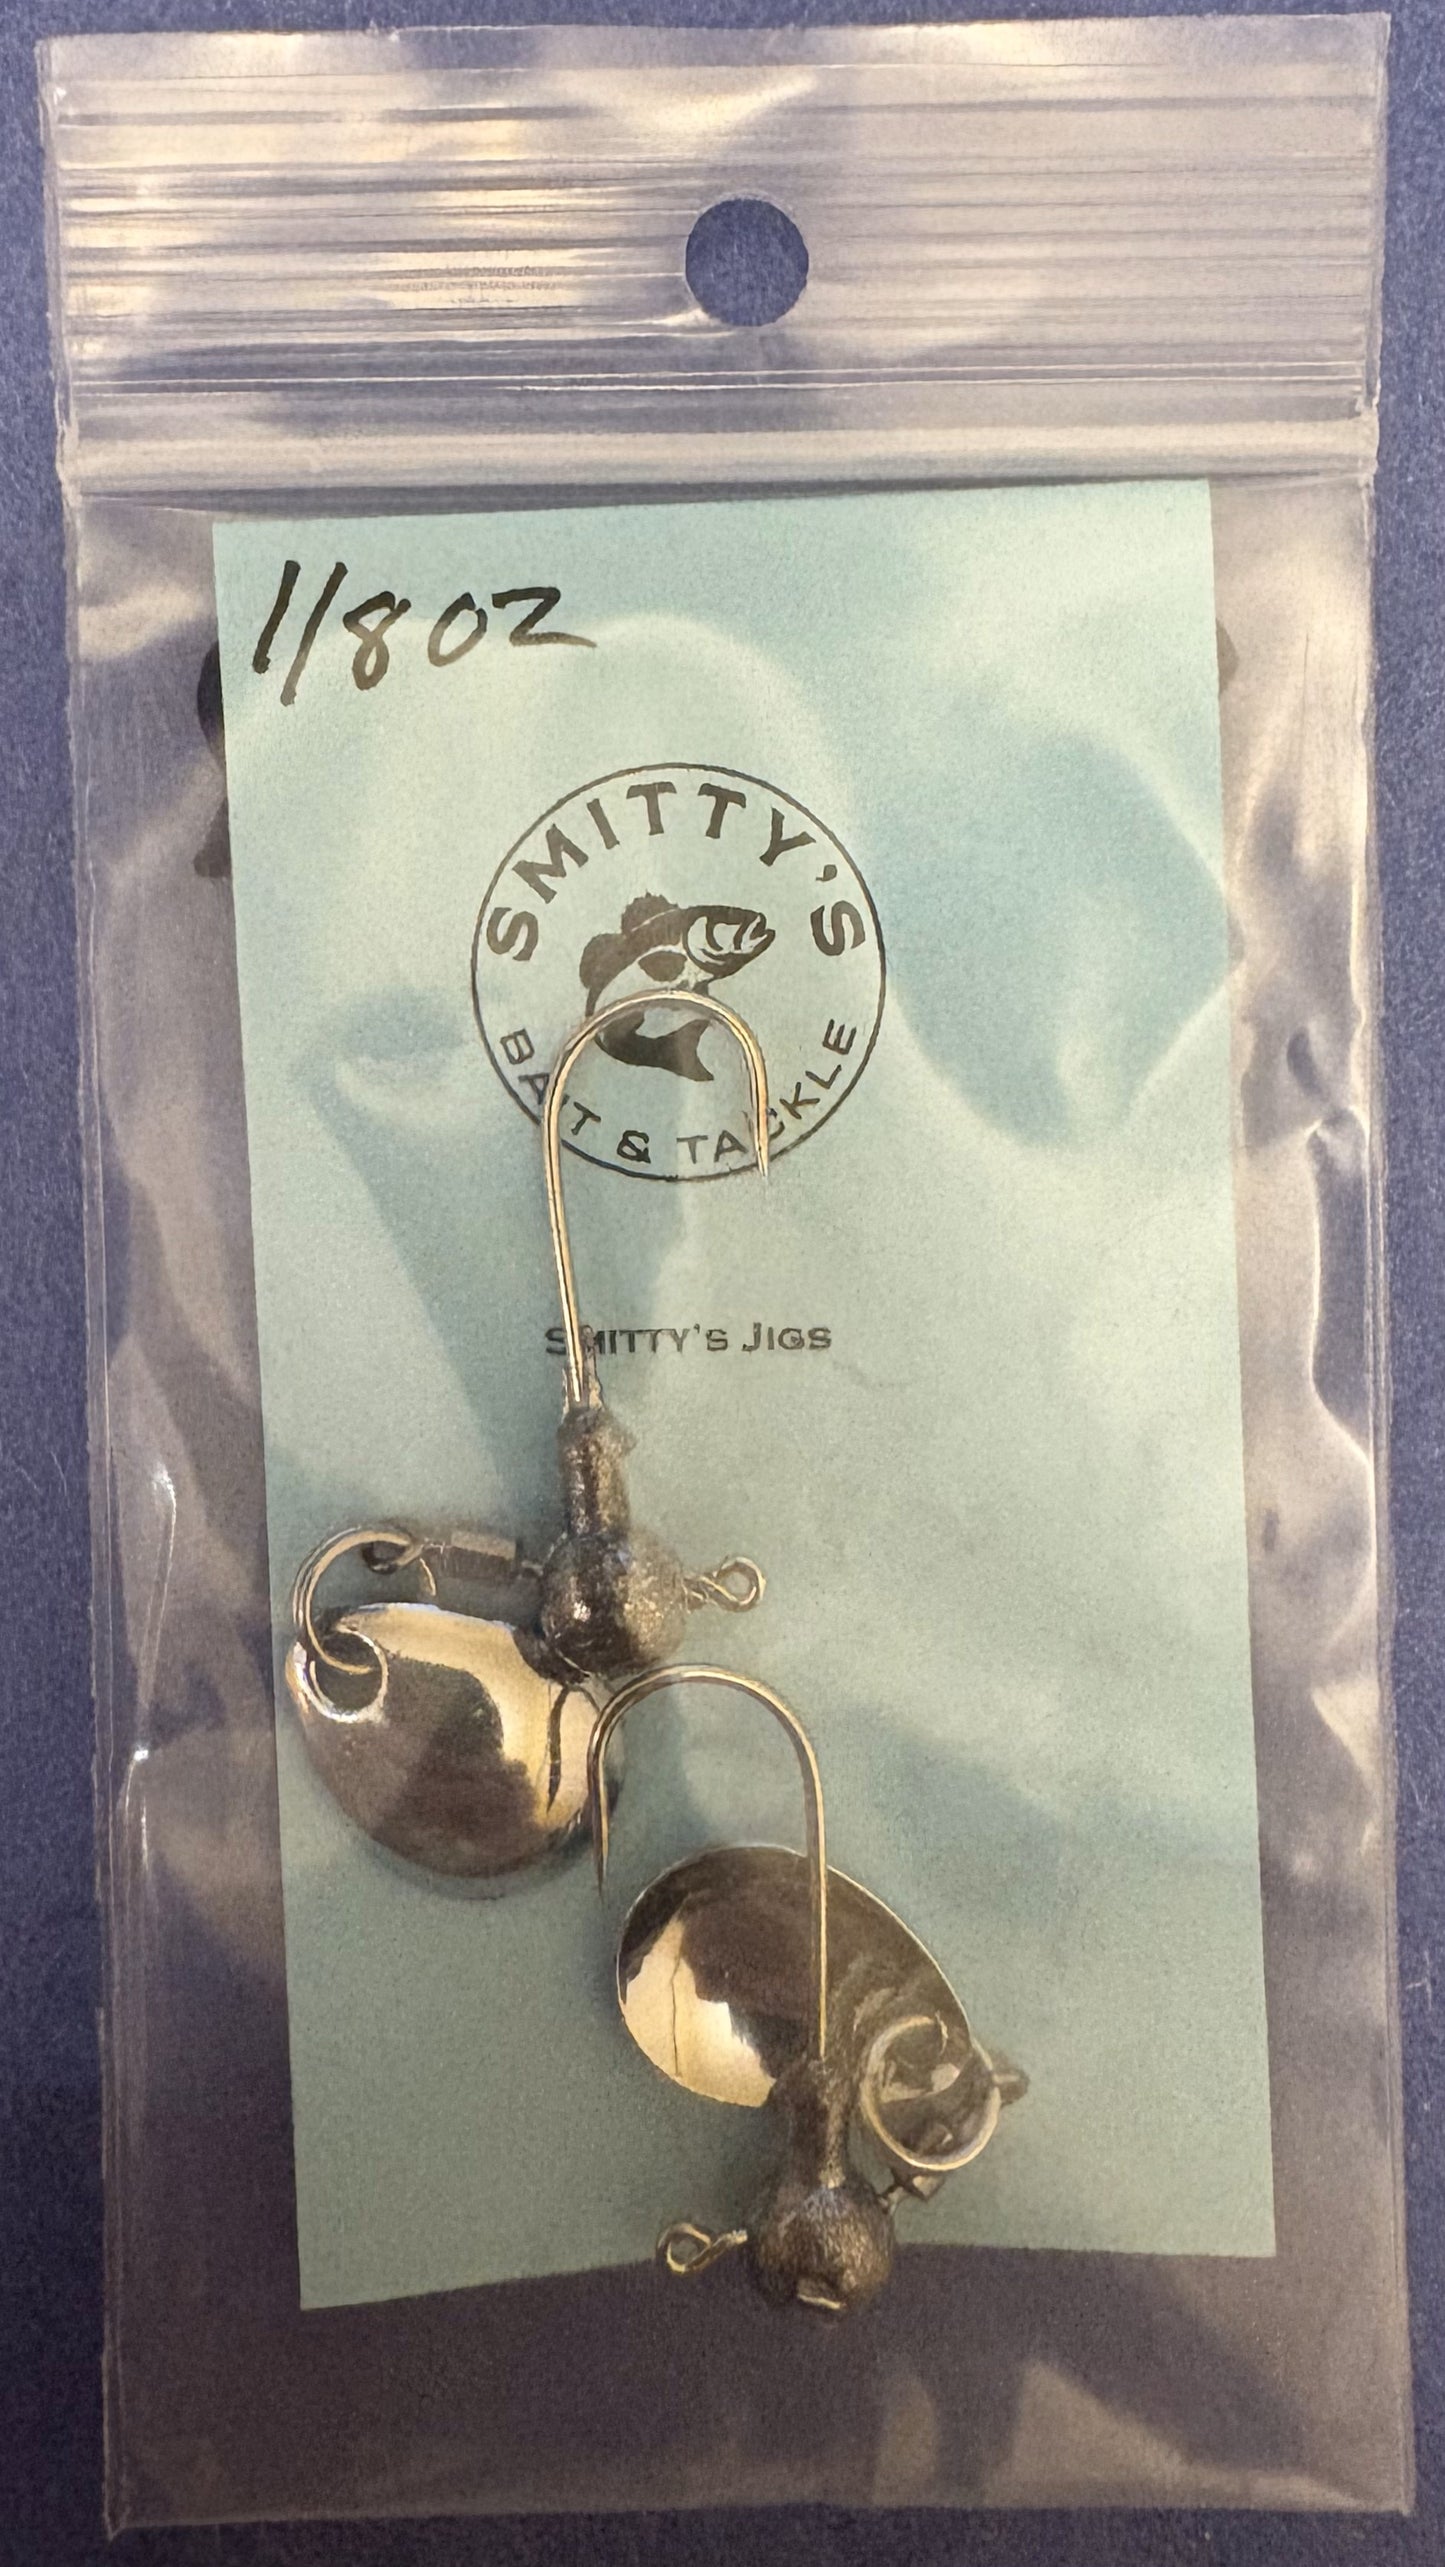 1/8 oz
SMITTY'S
BAIT & TACKLE
SMITTY'S JIGS